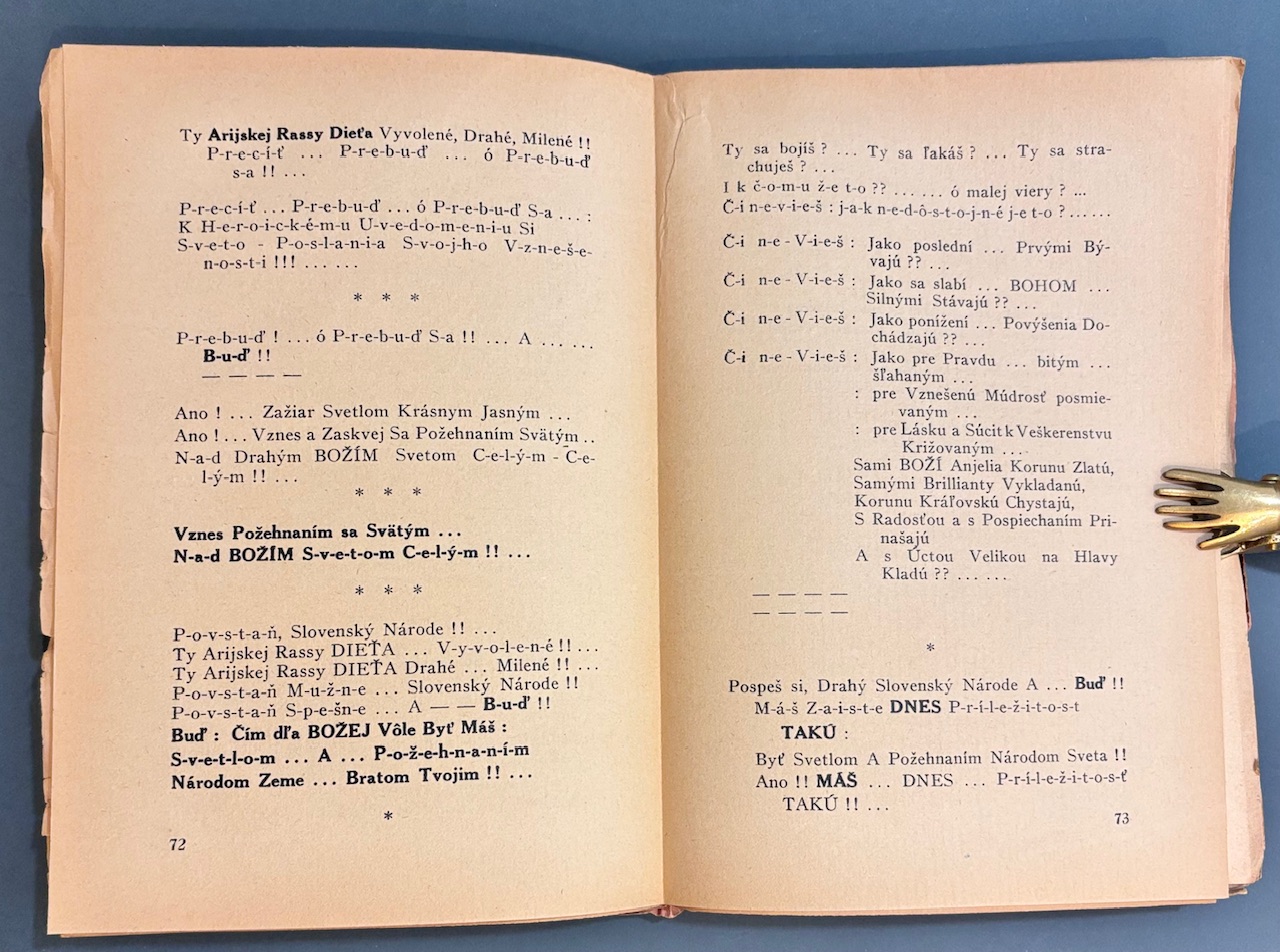 Ty Arijskej Rassy Dieťa Vyvolené, Drahé, Milené !!
P-r-e-c-í-ť ... P-r-e-b-u-ď ... ó P-r-e-b-u-ď
s-a !! ...
P-r-e-c-í-ť ... P-r-e-b-u-ď ... ó P-r-e-b-u-ď S-a ... :
K H-e-r-o-i-c-k-é-m-u U-v-e-d-o-m-e-n-i-u Si
S-v-e-t-o - P-o-s-l-a-n-i-a S-v-o-j-h-o V-z-n-e-š-e-
n-o-s-t-i !!! ... ...
* * *
P-r-e-b-u-ď ! ... ó P-r-e-b-u-ď S-a !! ... A ... ...
B-u-ď !!
— — — —
Ano ! ... Zažiar Svetlom Krásnym Jasným ...
Ano ! ... Vznes a Zaskvej Sa Požehnaním Svätým ..
N-a-d Drahým BOŽÍM Svetom C-e-l-ý-m - C-e-
l-ý-m !! ...
* * *
Vznes Požehnaním sa Svätým ...
N-a-d BOŽÍM S-v-e-t-o-m C-e-l-ý-m !! ...
* * *
P-o-v-s-t-a-ň, Slovenský Národe !! ...
Ty Arijskej Rassy DIEŤA ... V-y-v-o-l-e-n-é !! ...
Ty Arijskej Rassy DIEŤA Drahé ... Milené !! ...
P-o-v-s-t-a-ň M-u-ž-n-e ... Slovenský Národe !!
P-o-v-s-t-a-ň S-p-e-š-n-e ... A — — B-u-ď !!
Buď : Čím dľa BOŽEJ Vôle Byť Máš :
S-v-e-t-l-o-m ... A ... P-o-ž-e-h-n-a-n-í-m
Národom Zeme ... Bratom Tvojim !! ...
*
72
Ty sa bojíš ? ... Ty sa ľakáš ? ... Ty sa stra-
chuješ ? ...
I k č-o-m u ž-e t-o ?? ... ... ó malej viery ? ...
Č-i n-e-v-i-e-š : j-a-k n-e-d-ô-s-t-o-j-n-é j-e t-o ? ... ...
Č-i n-e - V-i-e-š : Jako poslední ... Prvými Bý-
vajú ?? ...
Č-i n-e - V-i-e-š : Jako sa slabí ... BOHOM ...
Silnými Stávajú ?? ...
Č-i n-e - V-i-e-š : Jako ponížení ... Povýšenia Do-
chádzajú ?? ...
Č-i n-e - V-i-e-š : Jako pre Pravdu ... bitým ...
šľahaným ...
: pre Vznešenú Múdrosť posmie-
vaným ...
: pre Lásku a Súcit k Veškerenstvu
Križovaným ...
Sami BOŽÍ Anjelia Korunu Zlatú,
Samými Brillianty Vykladanú,
Korunu Kráľovskú Chystajú,
S Radosťou a s Pospiechaním Pri-
našajú
A s Úctou Velikou na Hlavy
Kladú ?? ... ...
— — — —
— — — —
*
Pospeš si, Drahý Slovenský Národe A ... Buď !!
M-á-š Z-a-i-s-t-e DNES P-r-í-l-e-ž-i-t-o-s-t
TAKÚ :
Byť Svetlom A Požehnaním Národom Sveta !!
Ano !! MÁŠ ... DNES ... P-r-í-l-e-ž-i-t-o-s-ť
TAKÚ !! ...
73